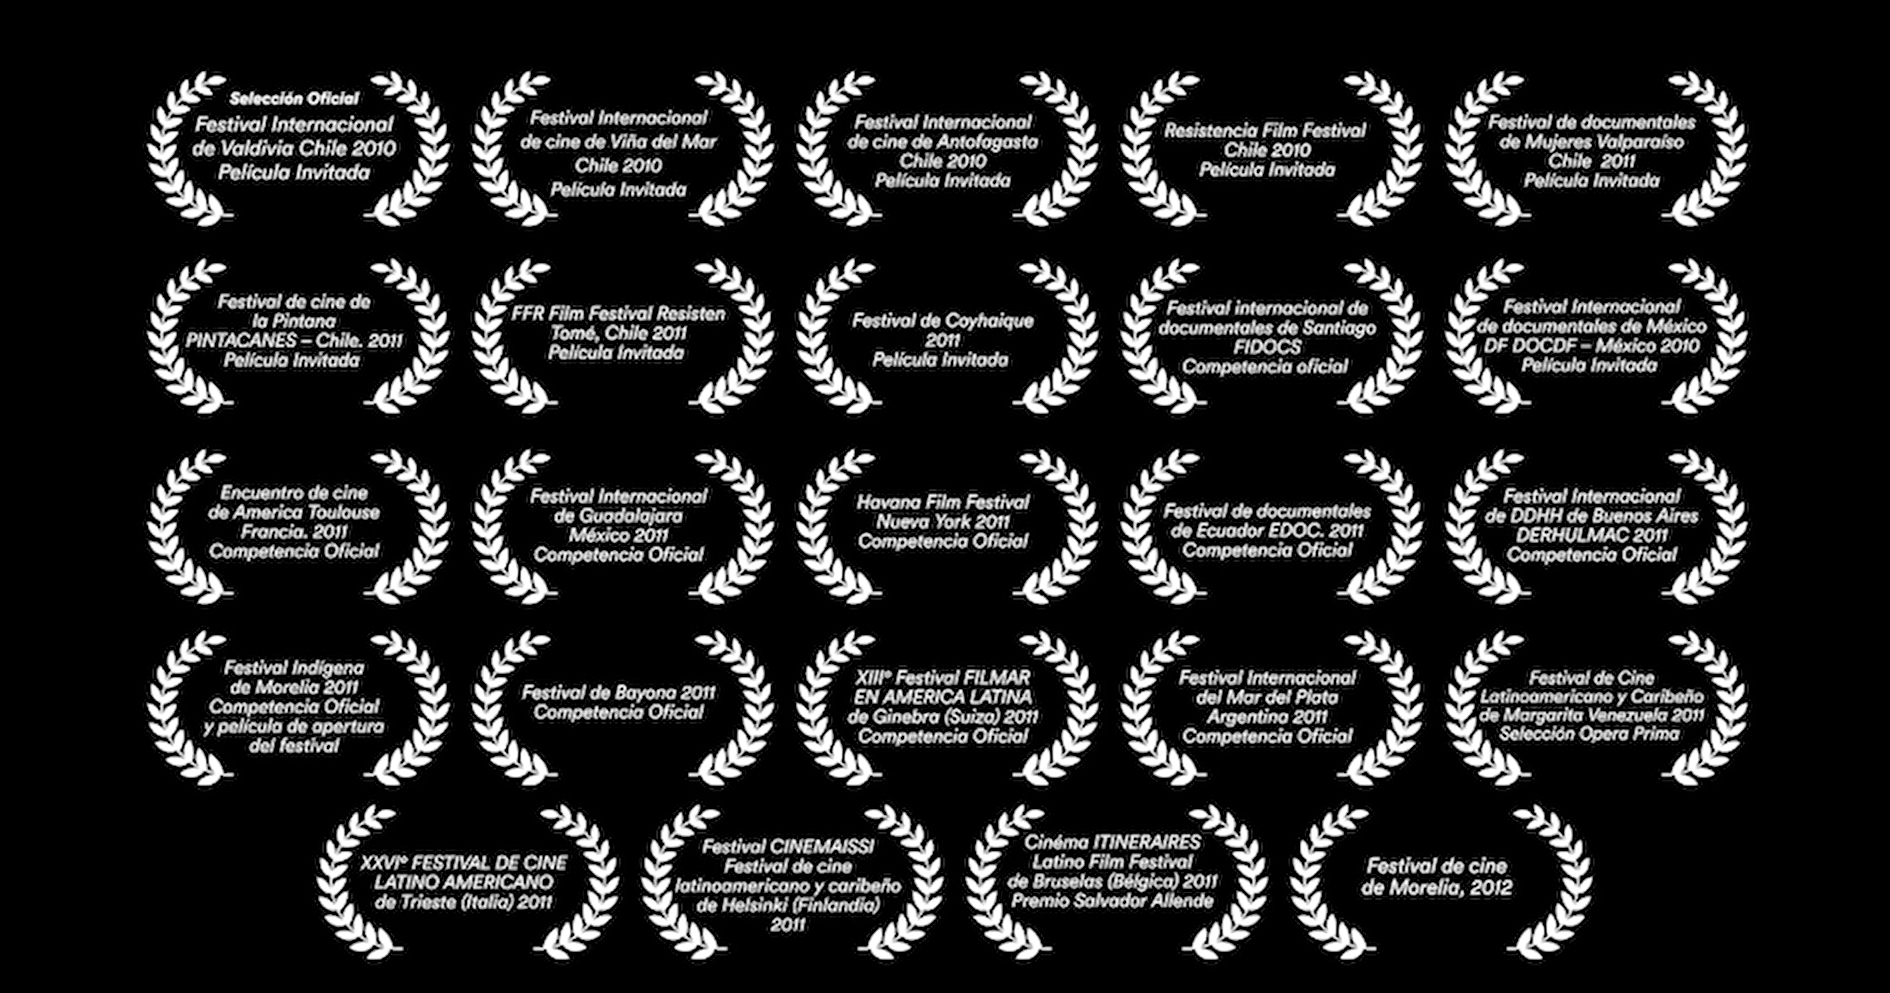 Selección Oficial
Festival Internacional
de Valdivia Chile 2010
Película Invitada
Festival Internacional
de cine de Viña del Mar
Chile 2010
Película Invitada
Festival Internacional
de cine de Antofagasta
Chile 2010
Película Invitada
Resistencia Film Festival
Chile 2010
Película Invitada
Festival de documentales
de Mujeres Valparaíso
Chile 2011
Película Invitada
Festival de cine de
la Pintana
PINTACANES – Chile. 2011
Película Invitada
FFR Film Festival Resisten
Tomé, Chile 2011
Película Invitada
Festival de Coyhaique
2011
Película Invitada
Festival internacional de
documentales de Santiago
FIDOCS
Competencia oficial
Festival Internacional
de documentales de México
DF DOCDF – México 2010
Película Invitada
Encuentro de cine
de America Toulouse
Francia. 2011
Competencia Oficial
Festival Internacional
de Guadalajara
México 2011
Competencia Oficial
Havana Film Festival
Nueva York 2011
Competencia Oficial
Festival de documentales
de Ecuador EDOC. 2011
Competencia Oficial
Festival Internacional
de DDHH de Buenos Aires
DERHULMAC 2011
Competencia Oficial
Festival Indígena
de Morelia 2011
Competencia Oficial
y película de apertura
del festival
Festival de Bayona 2011
Competencia Oficial
XIIIº Festival FILMAR
EN AMERICA LATINA
de Ginebra (Suiza) 2011
Competencia Oficial
Festival Internacional
del Mar del Plata
Argentina 2011
Competencia Oficial
Festival de Cine
Latinoamericano y Caribeño
de Margarita Venezuela 2011
Selección Opera Prima
XXVIº FESTIVAL DE CINE
LATINO AMERICANO
de Trieste (Italia) 2011
Festival CINEMAISSI
Festival de cine
latinoamericano y caribeño
de Helsinki (Finlandia)
2011
Cinéma ITINERAIRES
Latino Film Festival
de Bruselas (Bélgica) 2011
Premio Salvador Allende
Festival de cine
de Morelia, 2012